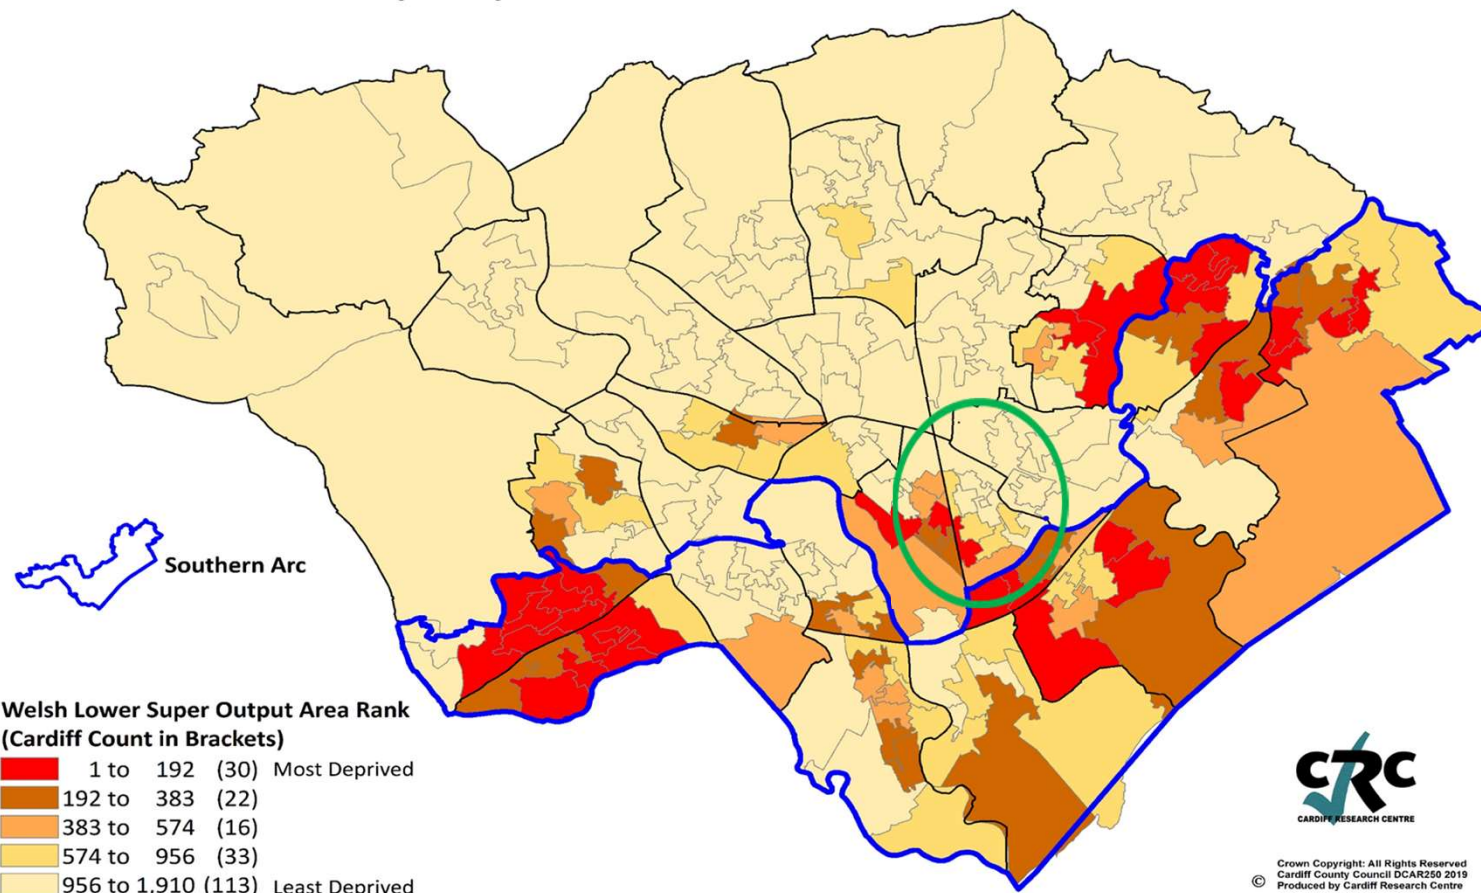 Southern Arc
Welsh Lower Super Output Area Rank
(Cardiff Count in Brackets)
1 to 192 (30) Most Deprived
192 to 383 (22)
383 to 574 (16)
574 to 956 (33)
956 to 1,910 (113) Least Deprived
CRC
CARDIFF RESEARCH CENTRE
Crown Copyright: All Rights Reserved
Cardiff County Council DCAR250 2019
© Produced by Cardiff Research Centre